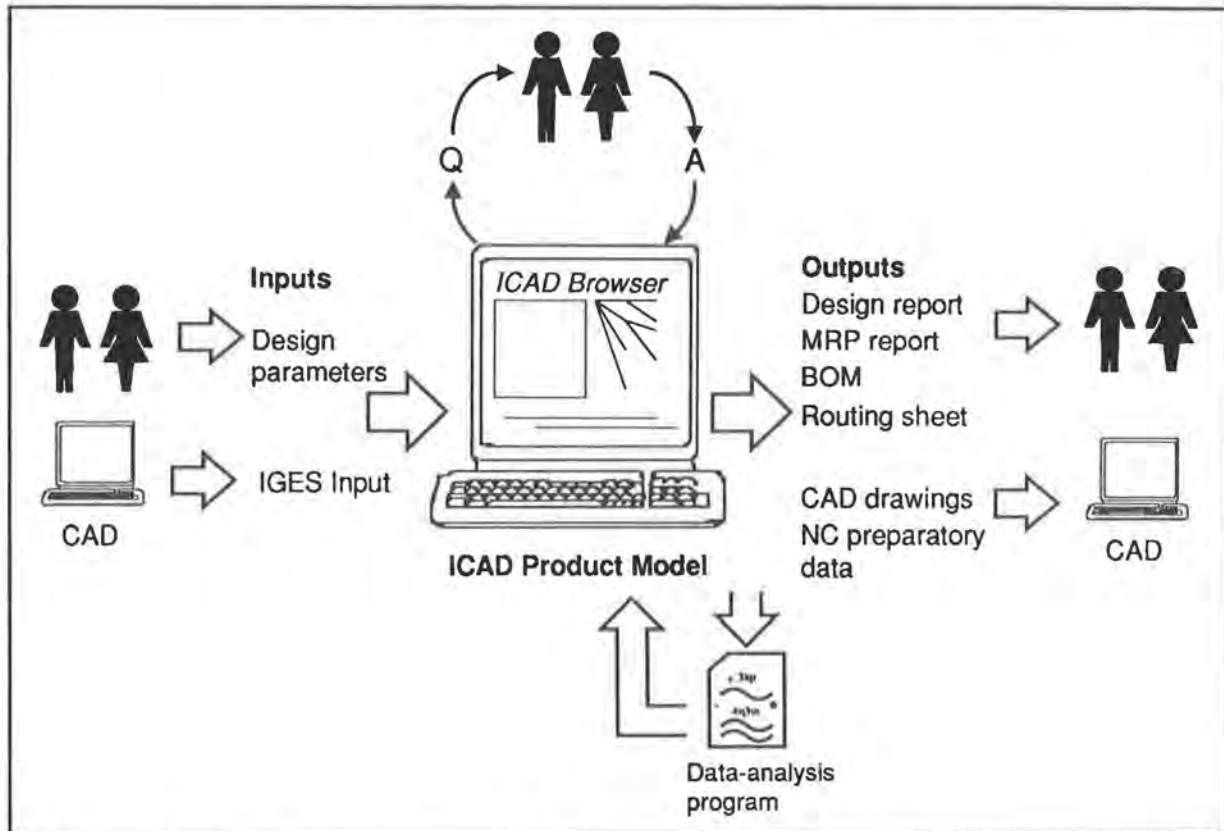 Q
A
ICAD Browser
Inputs
Design
parameters
IGES Input
CAD
ICAD Product Model
Outputs
Design report
MRP report
BOM
Routing sheet
CAD drawings
NC preparatory
data
CAD
Data-analysis
program